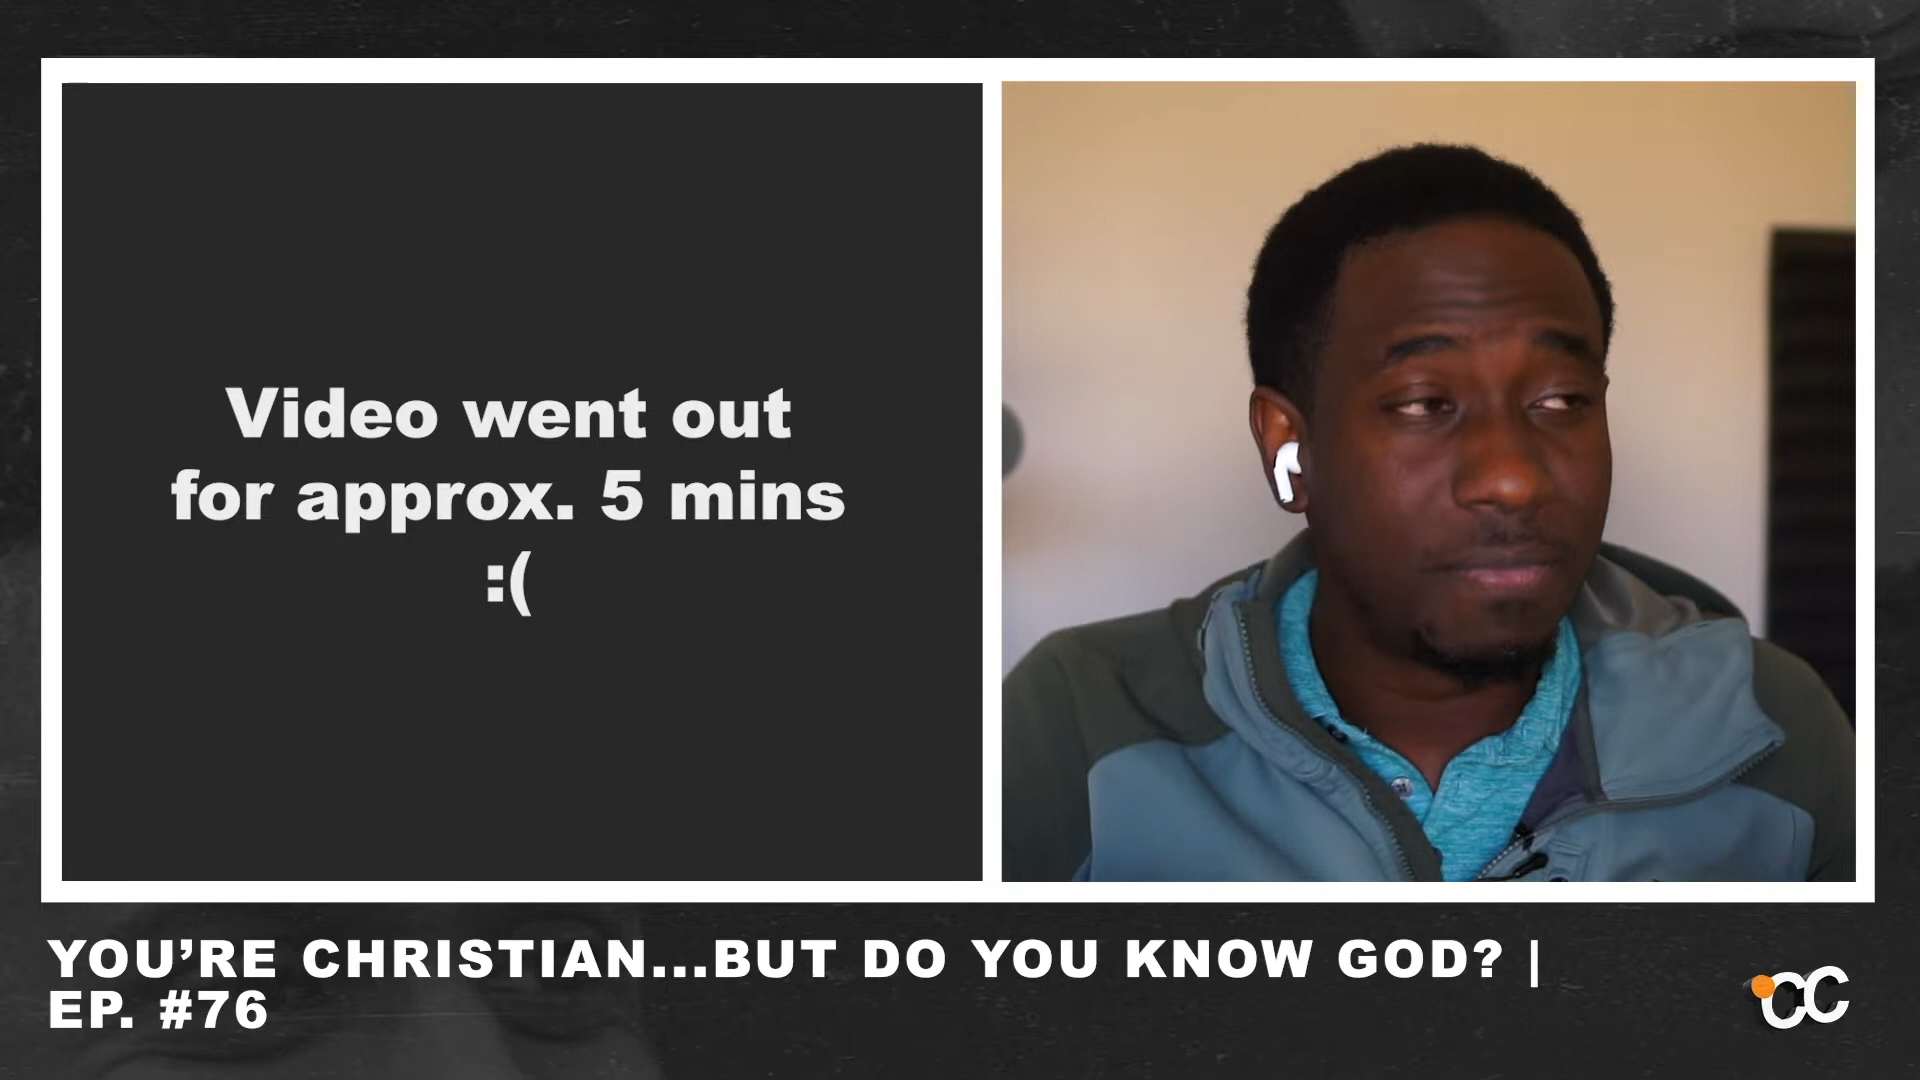 Video went out
for approx. 5 mins
:(
YOU’RE CHRISTIAN...BUT DO YOU KNOW GOD? |
EP. #76
CC